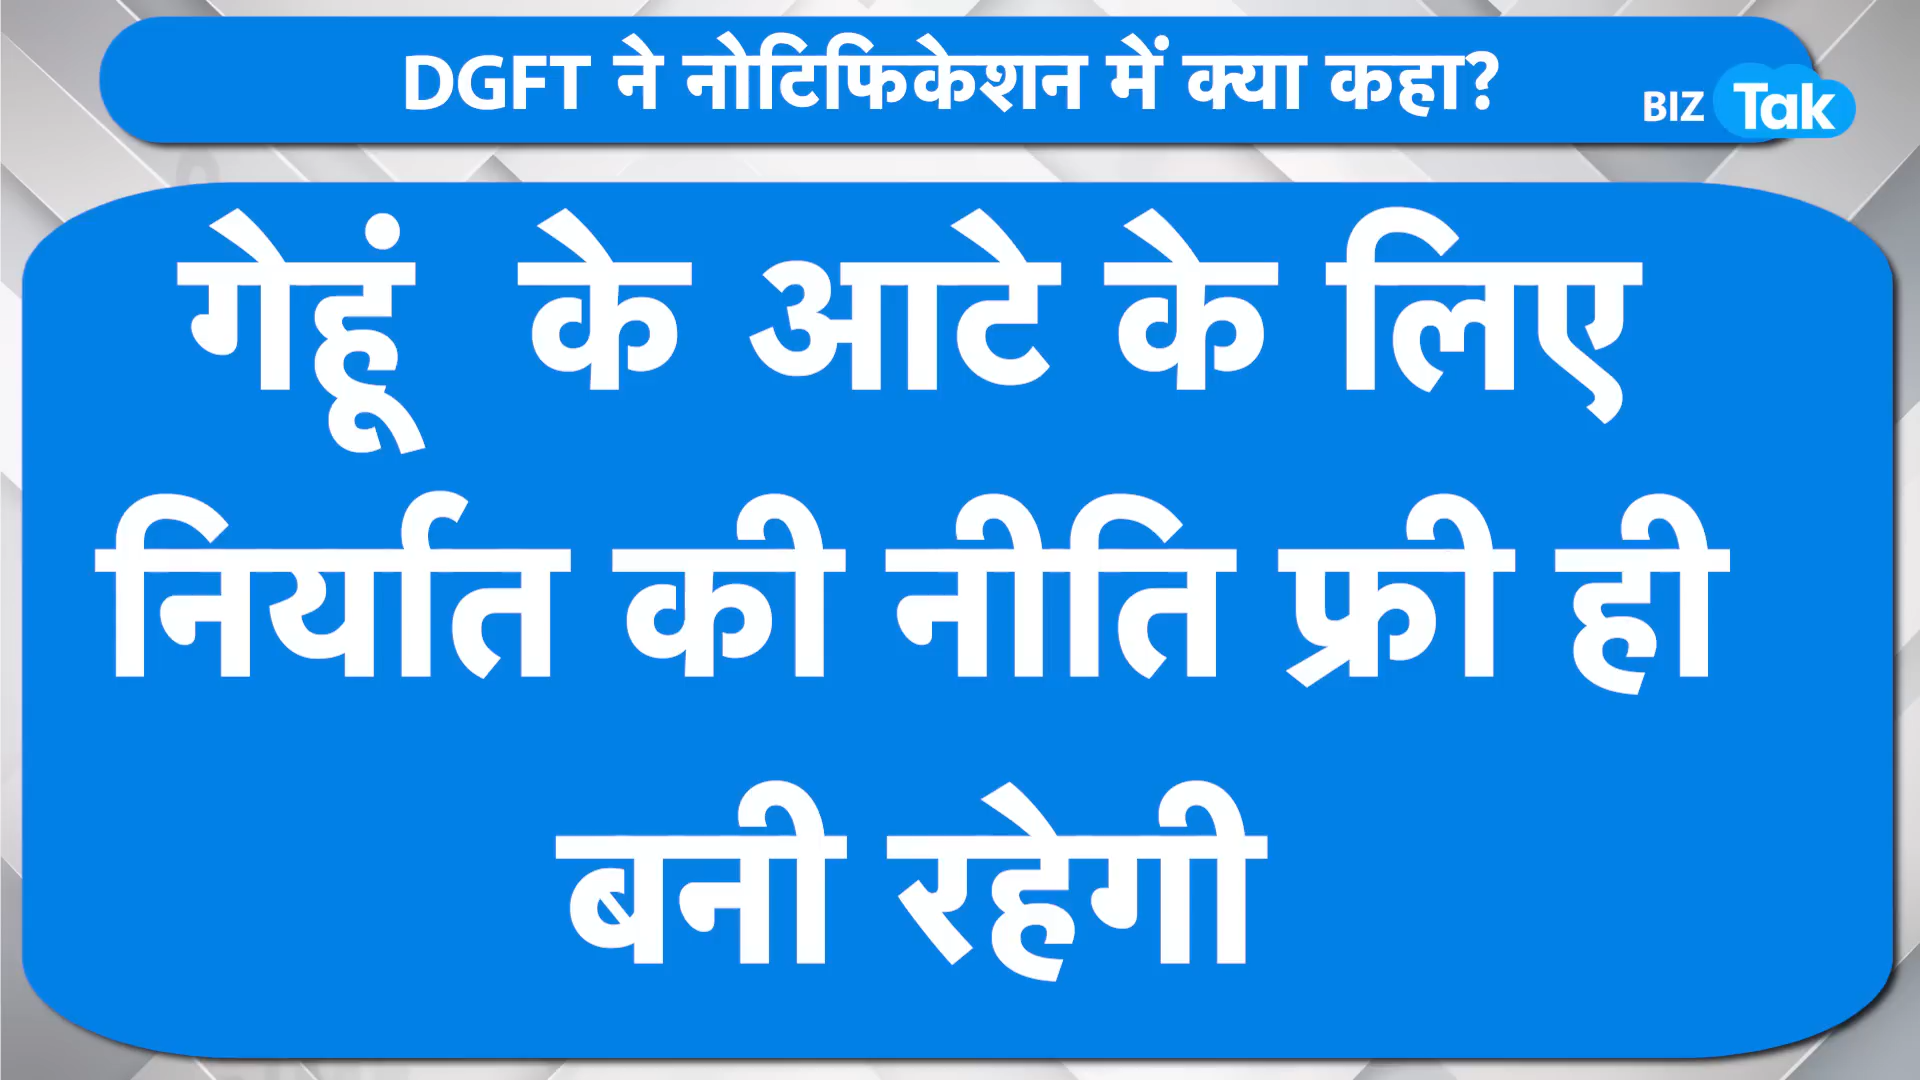 DGFT ने नोटिफिकेशन में क्या कहा?
BIZ Tak
गेहूं के आटे के लिए
निर्यात की नीति फ्री ही
बनी रहेगी